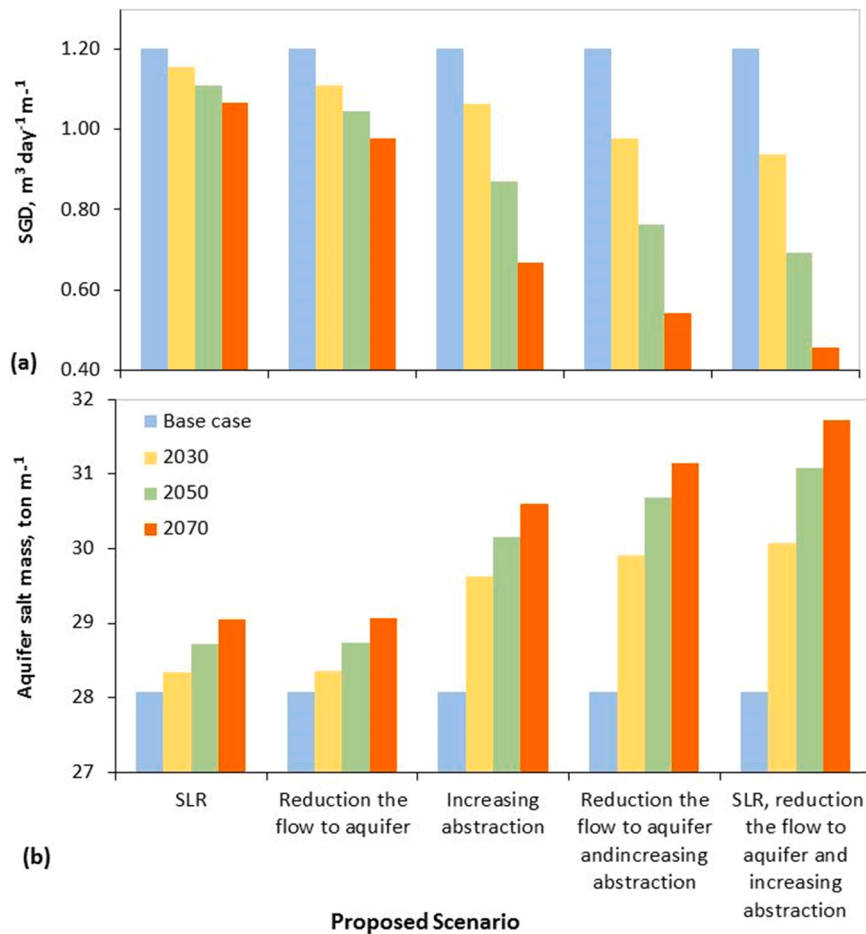 1.20
1.00
0.80
0.60
0.40
SGD, m³ day⁻¹ m⁻¹
(a)
32
31
30
29
28
27
Aquifer salt mass, ton m⁻¹
Base case
2030
2050
2070
SLR
Reduction the
flow to aquifer
Increasing
abstraction
Reduction the
flow to aquifer
andincreasing
abstraction
SLR, reduction
the flow to
aquifer and
increasing
abstraction
(b)
Proposed Scenario